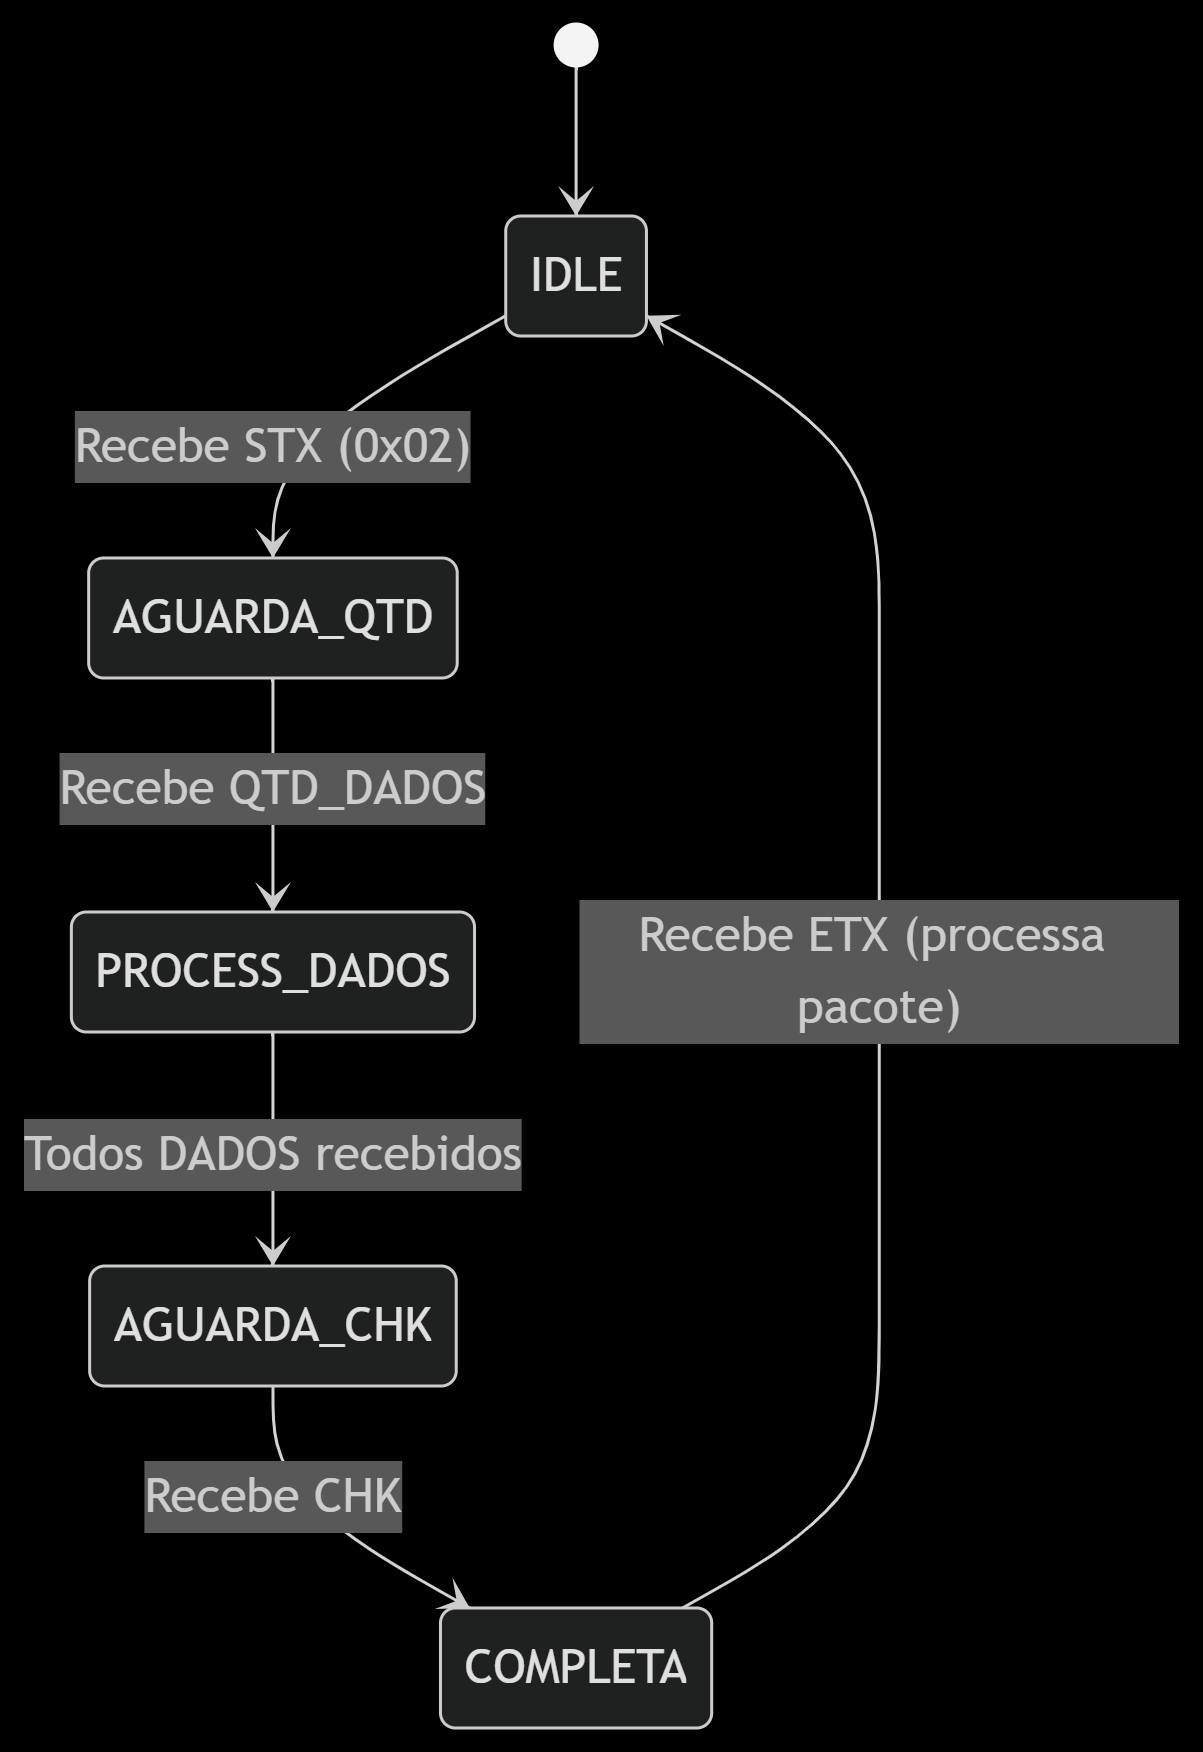 IDLE
Recebe STX (0x02)
AGUARDA_QTD
Recebe QTD_DADOS
PROCESS_DADOS
Recebe ETX (processa
pacote)
Todos DADOS recebidos
AGUARDA_CHK
Recebe CHK
COMPLETA